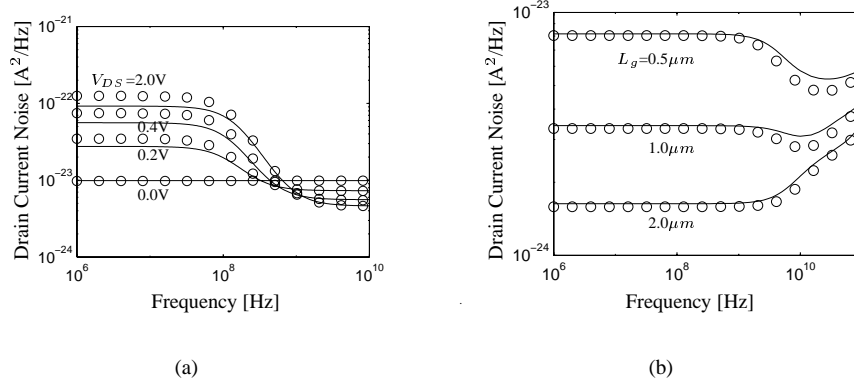 10^−21
10^−22
10^−23
10^−24
Drain Current Noise [A^2/Hz]
V_DS=2.0V
0.4V
0.2V
0.0V
10^6
10^8
10^10
Frequency [Hz]
(a)
10^−23
10^−24
Drain Current Noise [A^2/Hz]
L_g=0.5μm
1.0μm
2.0μm
10^6
10^8
10^10
Frequency [Hz]
(b)